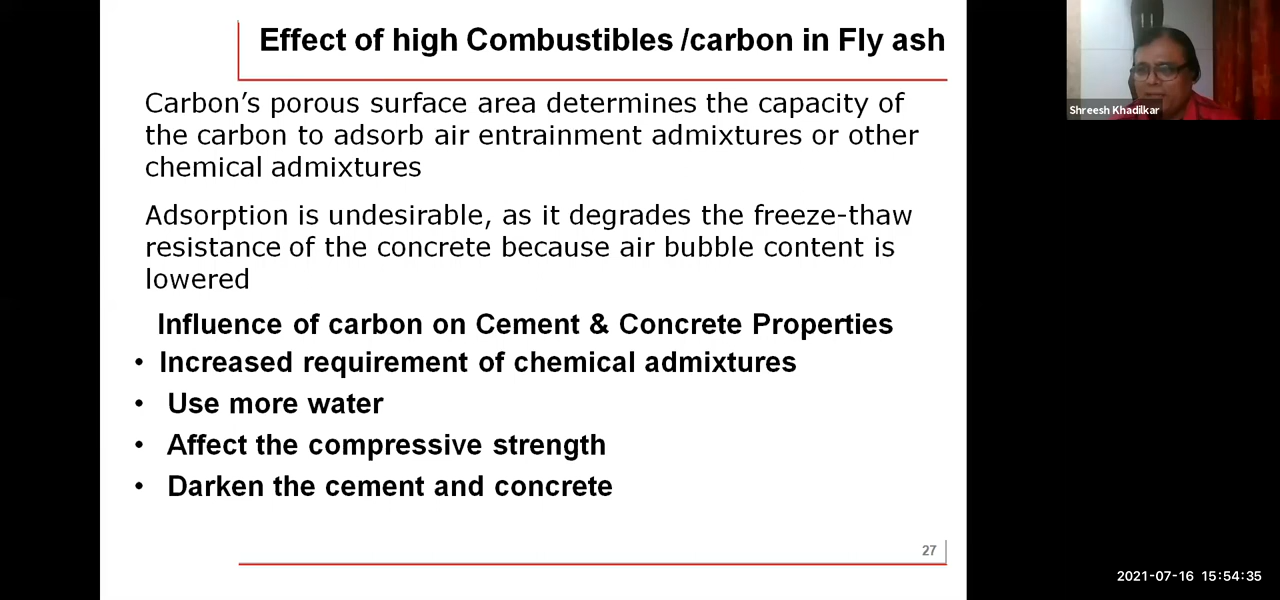 Effect of high Combustibles /carbon in Fly ash
Carbon's porous surface area determines the capacity of
the carbon to adsorb air entrainment admixtures or other
chemical admixtures
Adsorption is undesirable, as it degrades the freeze-thaw
resistance of the concrete because air bubble content is
lowered
Influence of carbon on Cement & Concrete Properties
• Increased requirement of chemical admixtures
• Use more water
• Affect the compressive strength
• Darken the cement and concrete
27
Shreesh Khadilkar
2021-07-16 15:54:35